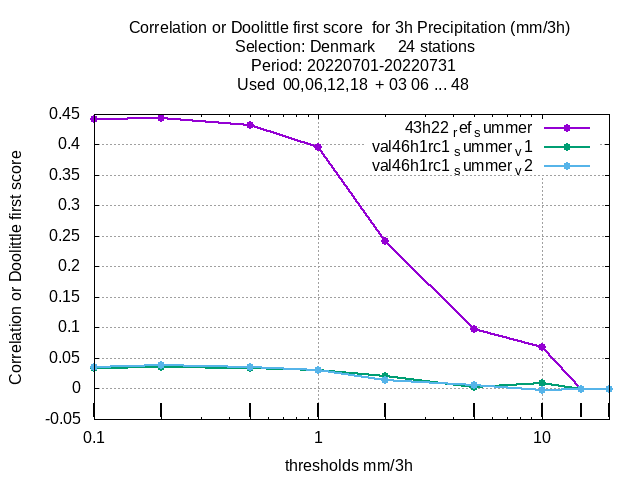 Correlation or Doolittle first score  for 3h Precipitation (mm/3h)
Selection: Denmark     24 stations
Period: 20220701-20220731
Used  00,06,12,18  + 03 06 ... 48
43h22 ref summer
val46h1rc1 summer v1
val46h1rc1 summer v2
Correlation or Doolittle first score
0.45
0.4
0.35
0.3
0.25
0.2
0.15
0.1
0.05
0
-0.05
0.1
1
10
thresholds mm/3h